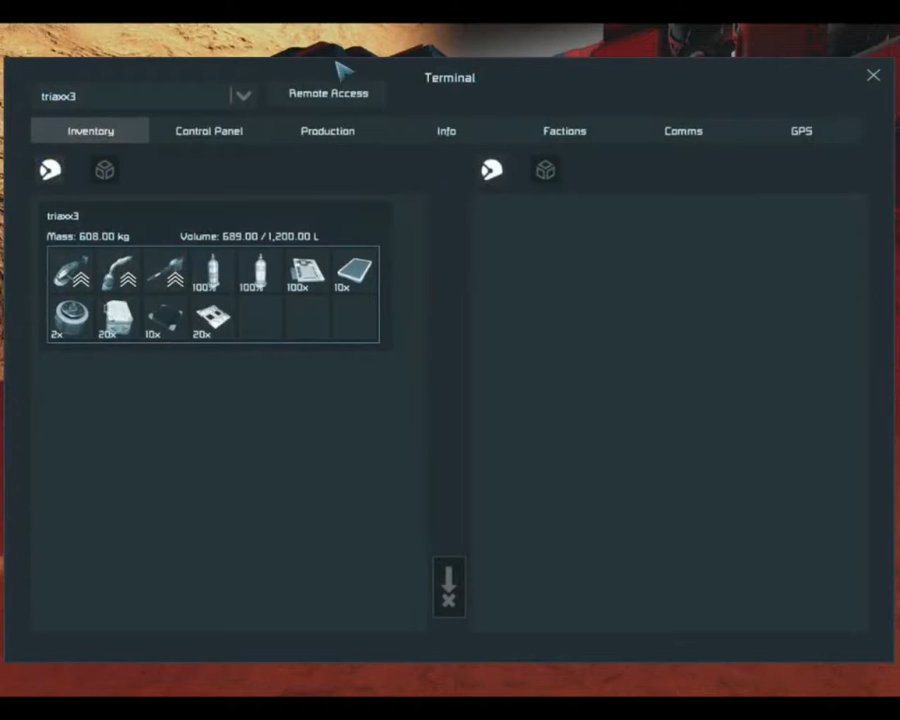 Terminal
triaxx3
Remote Access
Inventory
Control Panel
Production
Info
Factions
Comms
GPS
triaxx3
Mass: 608.00 kg
Volume: 689.00 / 1,200.00 L
100%
100%
100x
10x
2x
20x
10x
20x